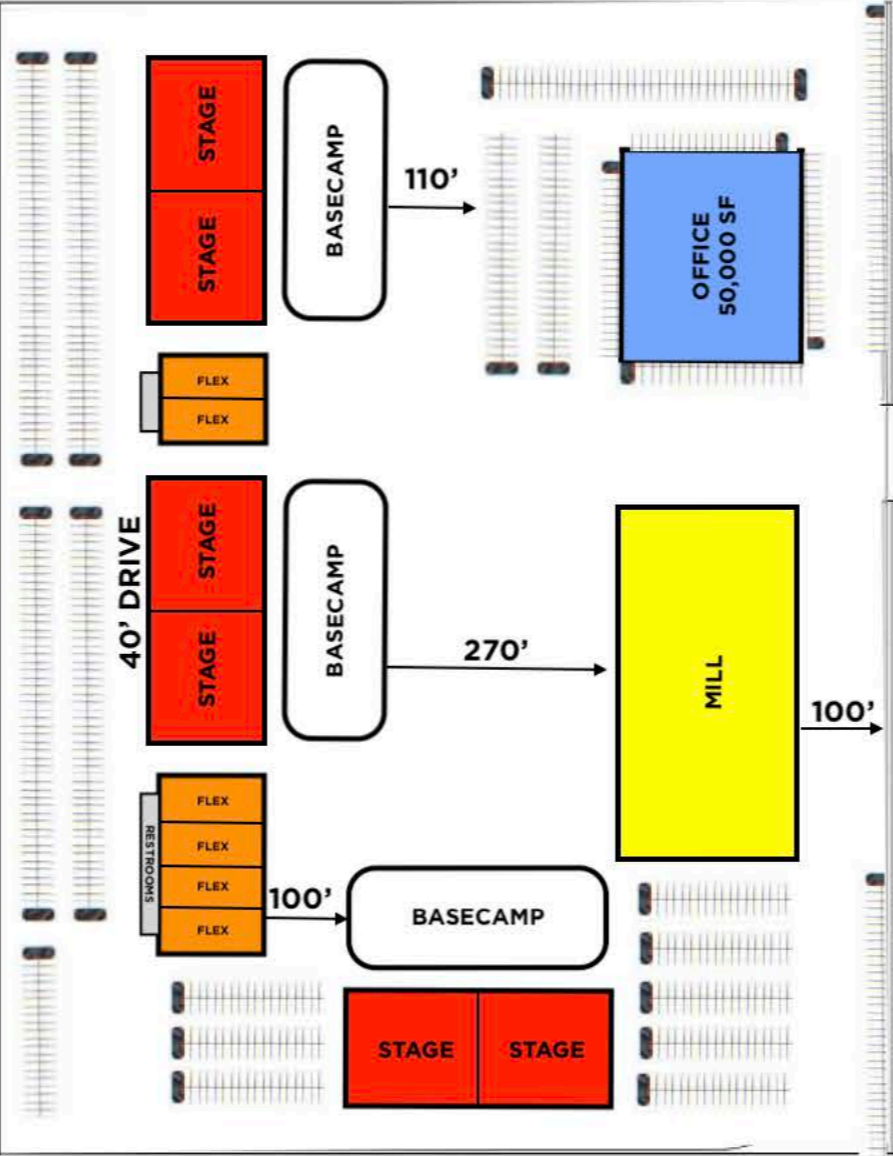 STAGE
STAGE
BASECAMP
110’
OFFICE
50,000 SF
FLEX
FLEX
40’ DRIVE
STAGE
STAGE
BASECAMP
270’
MILL
100’
RESTROOMS
FLEX
FLEX
FLEX
FLEX
100’
BASECAMP
STAGE
STAGE